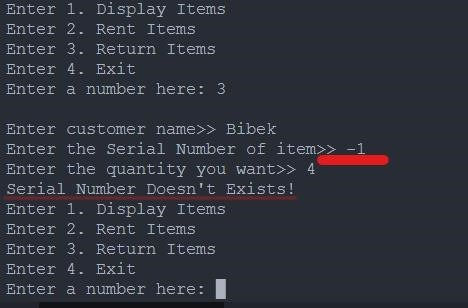 Enter 1. Display Items
Enter 2. Rent Items
Enter 3. Return Items
Enter 4. Exit
Enter a number here: 3
Enter customer name>> Bibek
Enter the Serial Number of item>> -1
Enter the quantity you want>> 4
Serial Number Doesn't Exists!
Enter 1. Display Items
Enter 2. Rent Items
Enter 3. Return Items
Enter 4. Exit
Enter a number here: